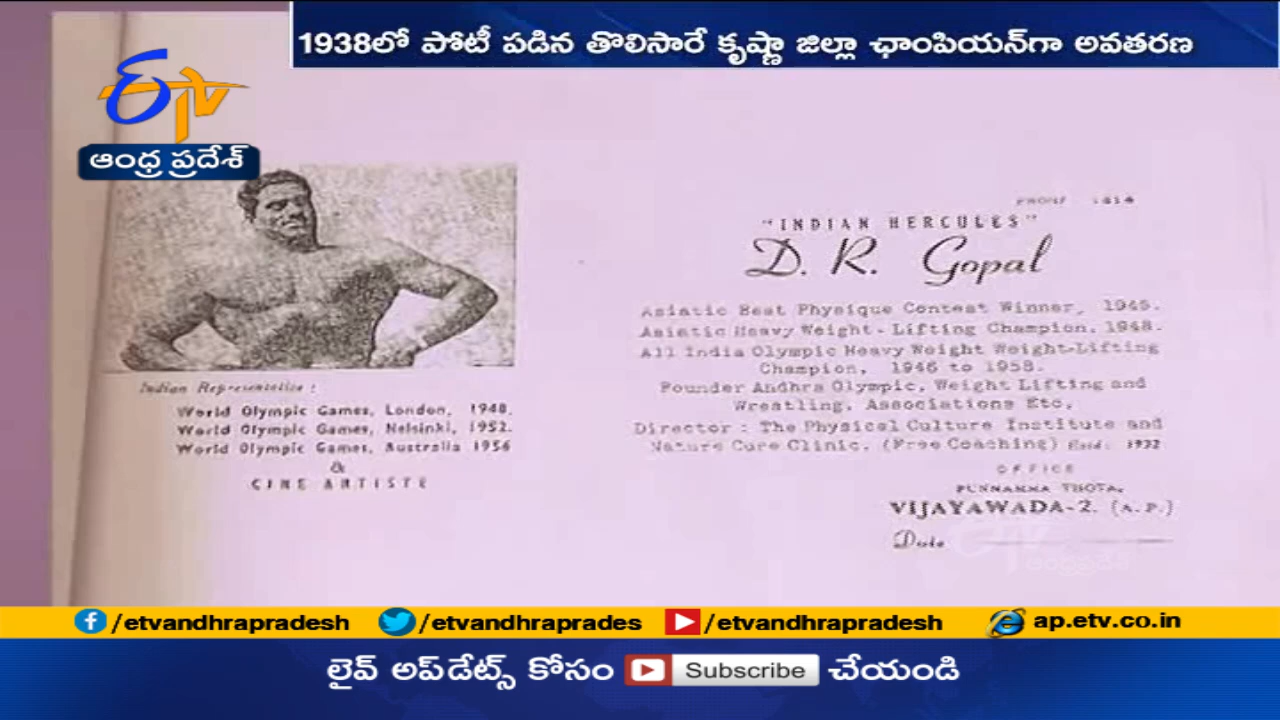 1938లో పోటీ పడిన తొలిసారే కృష్ణా జిల్లా ఛాంపియన్‌గా అవతరణ
ETV
ఆంధ్ర ప్రదేశ్
Indian Representative :
World Olympic Games, London, 1948.
World Olympic Games, Helsinki, 1952.
World Olympic Games, Australia 1956
&
CINE ARTISTE
PHONE
"INDIAN HERCULES"
D. R. Gopal
Asiatic Best Physique Contest Winner,
Asiatic Heavy Weight-Lifting Champion, 1948.
All India Olympic Heavy Weight Weight-Lifting
Champion, 1946 to 1958.
Founder Andhra Olympic, Weight Lifting and
Wrestling, Associations Etc,
Director : The Physical Culture Institute and
Nature Cure Clinic. (Free Coaching) 1932
OFFICE
PUNNAMMA THOTA,
VIJAYAWADA-2. (A.P.)
Date
ఆంధ్రప్రదేశ్
/etvandhrapradesh /etvandhraprades /etvandhrapradesh ap.etv.co.in
లైవ్ అప్‌డేట్స్ కోసం Subscribe చేయండి